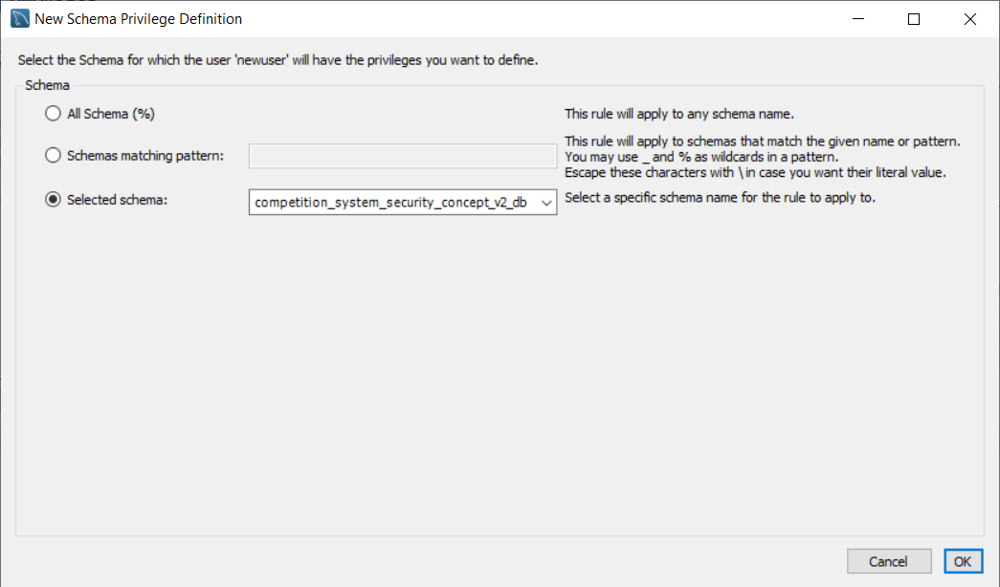 New Schema Privilege Definition
Select the Schema for which the user 'newuser' will have the privileges you want to define.
Schema
All Schema (%)
This rule will apply to any schema name.
Schemas matching pattern:
This rule will apply to schemas that match the given name or pattern.
You may use _ and % as wildcards in a pattern.
Escape these characters with \ in case you want their literal value.
Selected schema:
competition_system_security_concept_v2_db
Select a specific schema name for the rule to apply to.
Cancel
OK